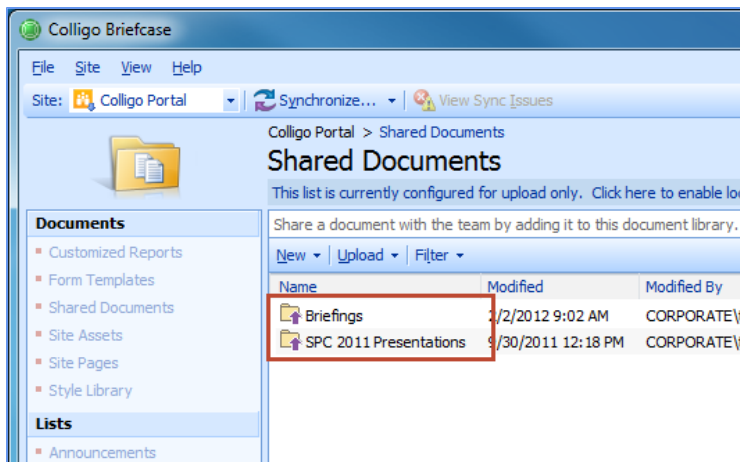 Colligo Briefcase
File Site View Help
Site: Colligo Portal Synchronize... View Sync Issues
Colligo Portal > Shared Documents
Shared Documents
This list is currently configured for upload only. Click here to enable lo
Share a document with the team by adding it to this document library.
New Upload Filter
Name Modified Modified By
Briefings 2/2/2012 9:02 AM CORPORATE\
SPC 2011 Presentations 9/30/2011 12:18 PM CORPORATE\
Documents
Customized Reports
Form Templates
Shared Documents
Site Assets
Site Pages
Style Library
Lists
Announcements